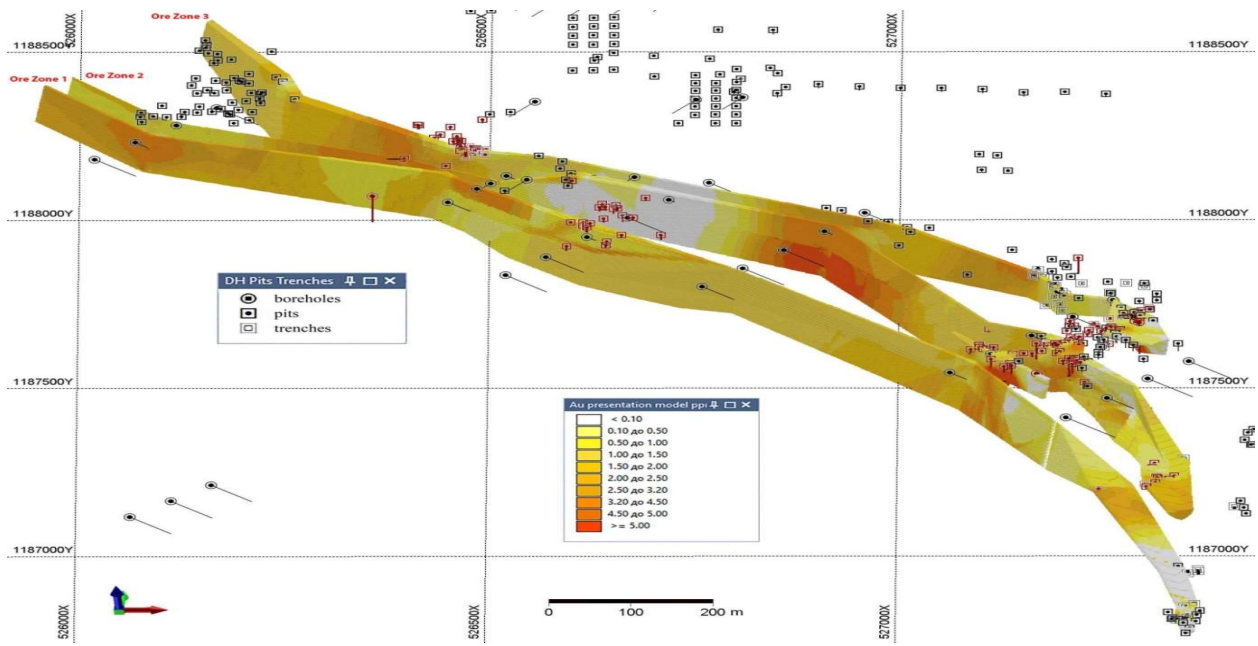 Ore Zone 3
526000X
526500X
527000X
1188500Y
1188500Y
Ore Zone 1
Ore Zone 2
1188000Y
1188000Y
DH Pits Trenches
boreholes
pits
trenches
1187500Y
1187500Y
Au presentation model ppm
< 0.10
0.10 до 0.50
0.50 до 1.00
1.00 до 1.50
1.50 до 2.00
2.00 до 2.50
2.50 до 3.20
3.20 до 4.50
4.50 до 5.00
>= 5.00
1187000Y
1187000Y
526000X
526500X
527000X
0
100
200 m